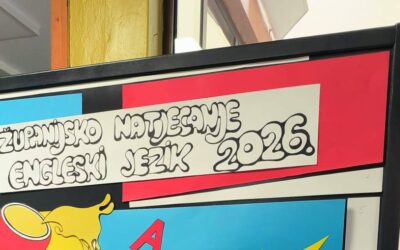 ŽUPANIJSKO NATJECANJE
ENGLESKI JEZIK 2026.
A